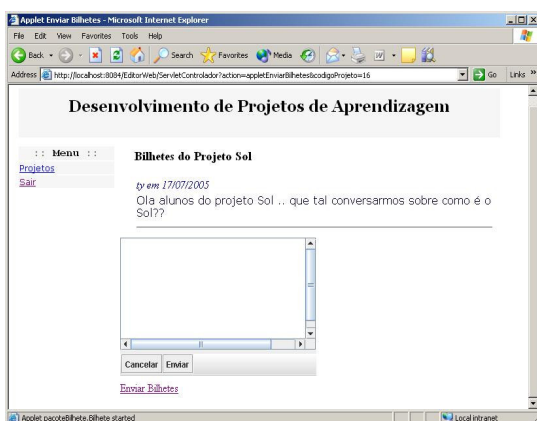 Applet Enviar Bilhetes - Microsoft Internet Explorer
File Edit View Favorites Tools Help
Back Search Favorites Media
Address http://localhost:8084/EditorWeb/ServletControlador?action=appletEnviarBilhetes&codigoProjeto=16 Go Links »
Desenvolvimento de Projetos de Aprendizagem
:: Menu ::
Projetos
Sair
Bilhetes do Projeto Sol
ty em 17/07/2005
Ola alunos do projeto Sol .. que tal conversarmos sobre como é o
Sol??
Cancelar Enviar
Enviar Bilhetes
Applet pacoteBilhete.Bilhete started Local intranet